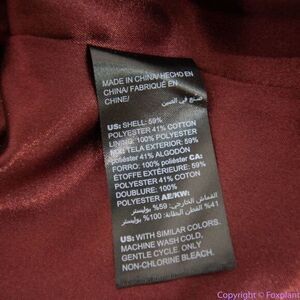 MADE IN CHINA/ HECHO EN
CHINA/ FABRIQUÉ EN
CHINE/
صنع في الصين
US: SHELL: 59%
POLYESTER 41% COTTON
LINING: 100% POLYESTER
MX: TELA EXTERIOR: 59%
poliéster 41% ALGODÓN
FORRO: 100% poliéster CA:
ÉTOFFE EXTÉRIEURE: 59%
POLYESTER 41% COTON
DOUBLURE: 100%
POLYESTER AE/KW:
القماش الخارجي: 59% بوليستر
41% القطن البطانة: 100% بوليستر
US: WITH SIMILAR COLORS.
MACHINE WASH COLD,
GENTLE CYCLE. ONLY
NON-CHLORINE BLEACH.
Copyright @ Foxplant